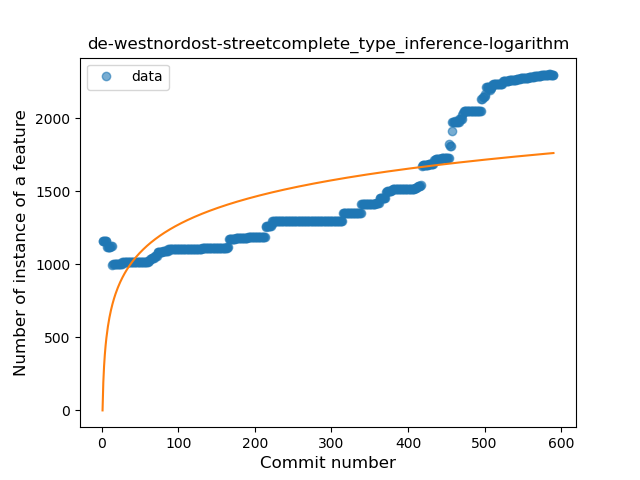 de-westnordost-streetcomplete_type_inference-logarithm
data
Number of instance of a feature
2000
1500
1000
500
0
0 100 200 300 400 500 600
Commit number